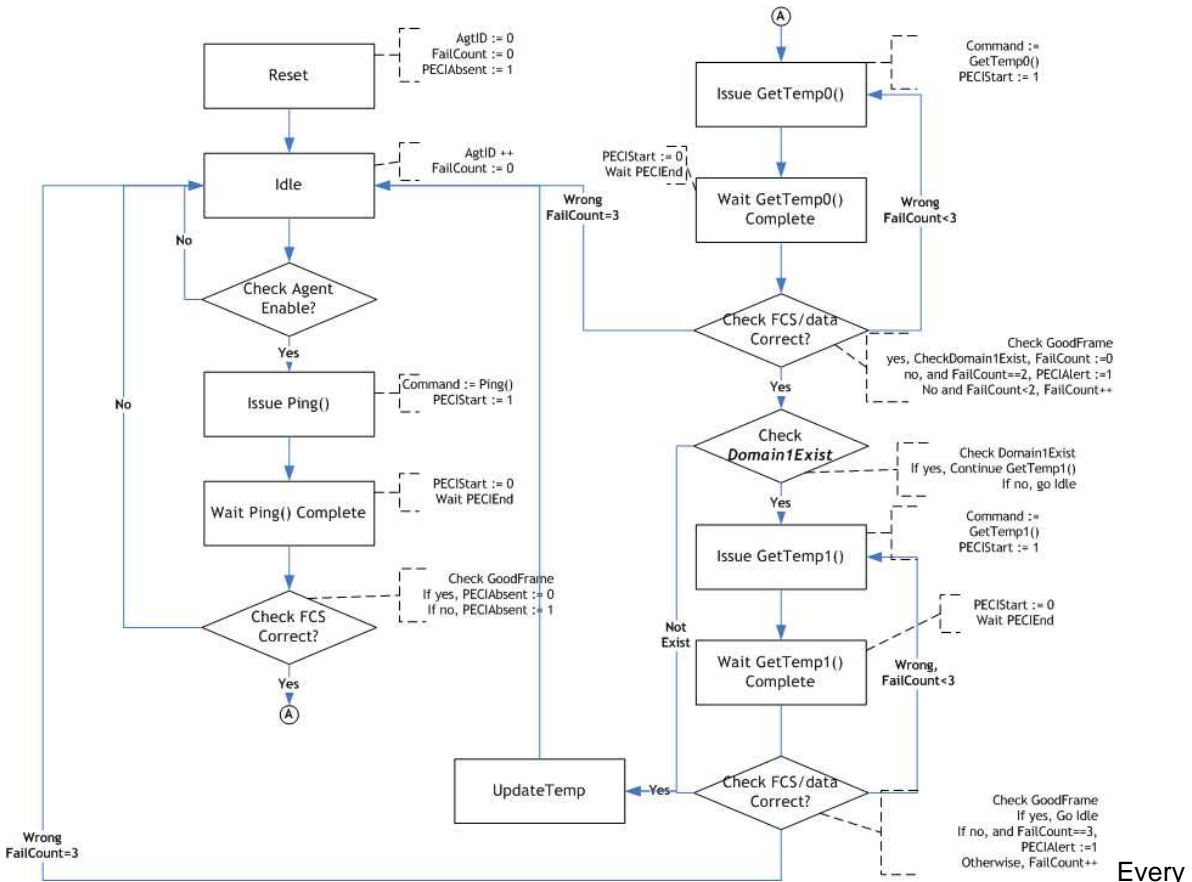 Reset
AgtID := 0
FailCount := 0
PECIAbsent := 1
Idle
AgtID ++
FailCount := 0
No
Check Agent
Enable?
Yes
Issue Ping()
Command := Ping()
PECIStart := 1
No
Wait Ping() Complete
PECIStart := 0
Wait PECIEnd
Check FCS
Correct?
Check GoodFrame
If yes, PECIAbsent := 0
If no, PECIAbsent := 1
Yes
A
Wrong
FailCount=3
A
Issue GetTemp0()
Command :=
GetTemp0()
PECIStart := 1
PECIStart := 0
Wait PECIEnd
Wait GetTemp0()
Complete
Wrong
FailCount=3
Wrong
FailCount<3
Check FCS/data
Correct?
Check GoodFrame
yes, CheckDomain1Exist, FailCount :=0
no, and FailCount==2, PECIAlert :=1
No and FailCount<2, FailCount++
Yes
Check
Domain1Exist
Check Domain1Exist
If yes, Continue GetTemp1()
If no, go Idle
Yes
Issue GetTemp1()
Command :=
GetTemp1()
PECIStart := 1
Not
Exist
Wait GetTemp1()
Complete
PECIStart := 0
Wait PECIEnd
Wrong,
FailCount<3
UpdateTemp
Yes
Check FCS/data
Correct?
Check GoodFrame
If yes, Go Idle
If no, and FailCount==3,
PECIAlert :=1
Otherwise, FailCount++
Every